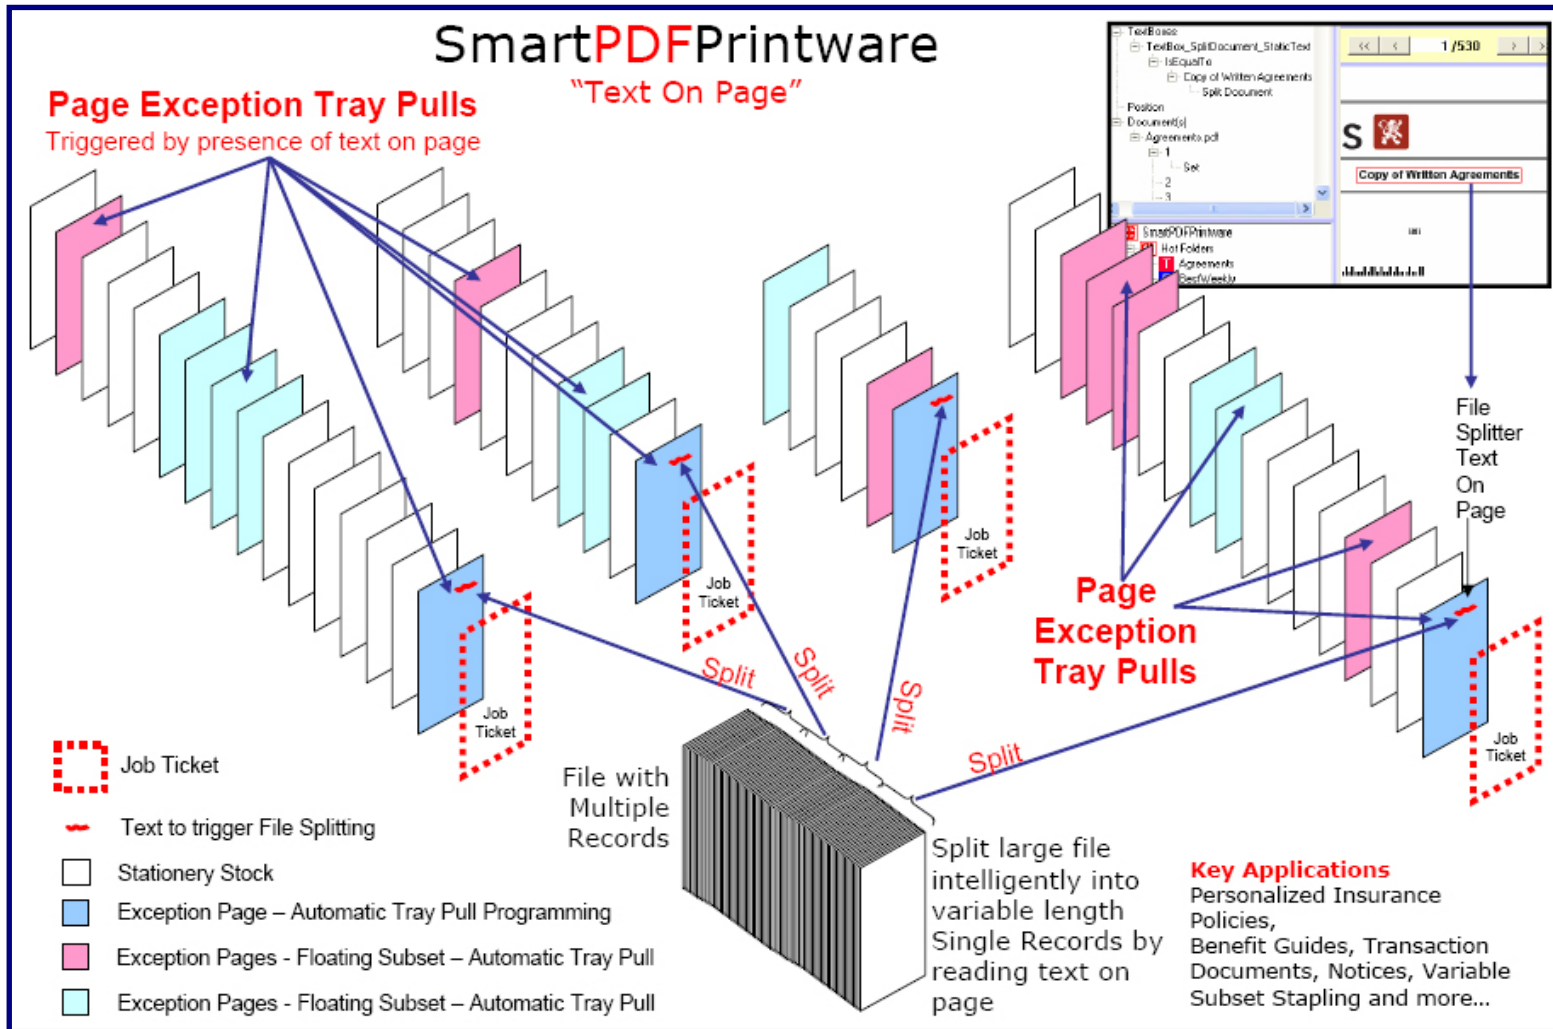 SmartPDFPrintware
“Text On Page”
Page Exception Tray Pulls
Triggered by presence of text on page
TextBoxes
TextBox_SplitDocument_StaticText
IsEqualTo
Copy of Written Agreements
Split Document
Position
Document(s)
Agreements.pdf
1
Set
2
3
SmartPDFPrintware
Hot Folders
T Agreements
BestWeekly
<< < 1 /530 > >
S
Copy of Written Agreements
File
Splitter
Text
On
Page
Job
Ticket
Job
Ticket
Job
Ticket
Job
Ticket
Page
Exception
Tray Pulls
Split
Split
Split
Split
File with
Multiple
Records
Split large file
intelligently into
variable length
Single Records by
reading text on
page
Job Ticket
Text to trigger File Splitting
Stationery Stock
Exception Page – Automatic Tray Pull Programming
Exception Pages - Floating Subset – Automatic Tray Pull
Exception Pages - Floating Subset – Automatic Tray Pull
Key Applications
Personalized Insurance
Policies,
Benefit Guides, Transaction
Documents, Notices, Variable
Subset Stapling and more...